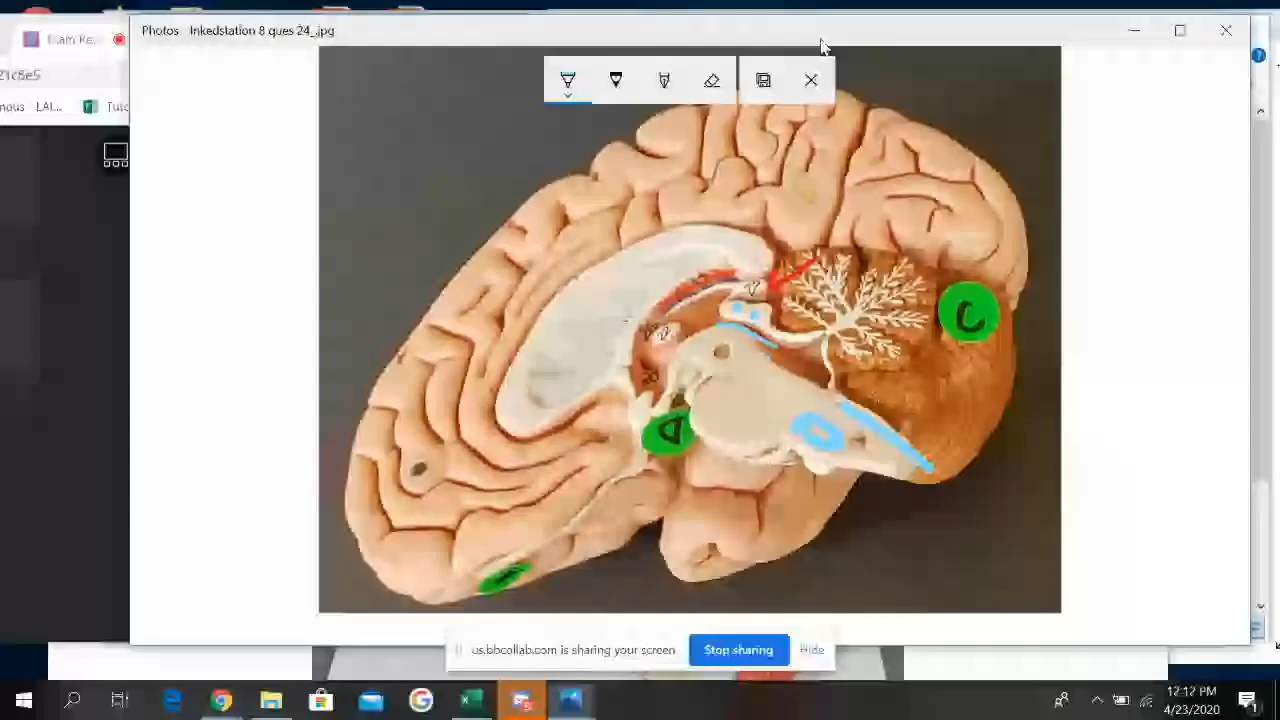 Photos Inkedstation 8 ques 24_.jpg
Exam Re...
21c8e5
nous LAI... Tuto
C
us.bbcollab.com is sharing your screen Stop sharing Hide
12:12 PM
4/23/2020